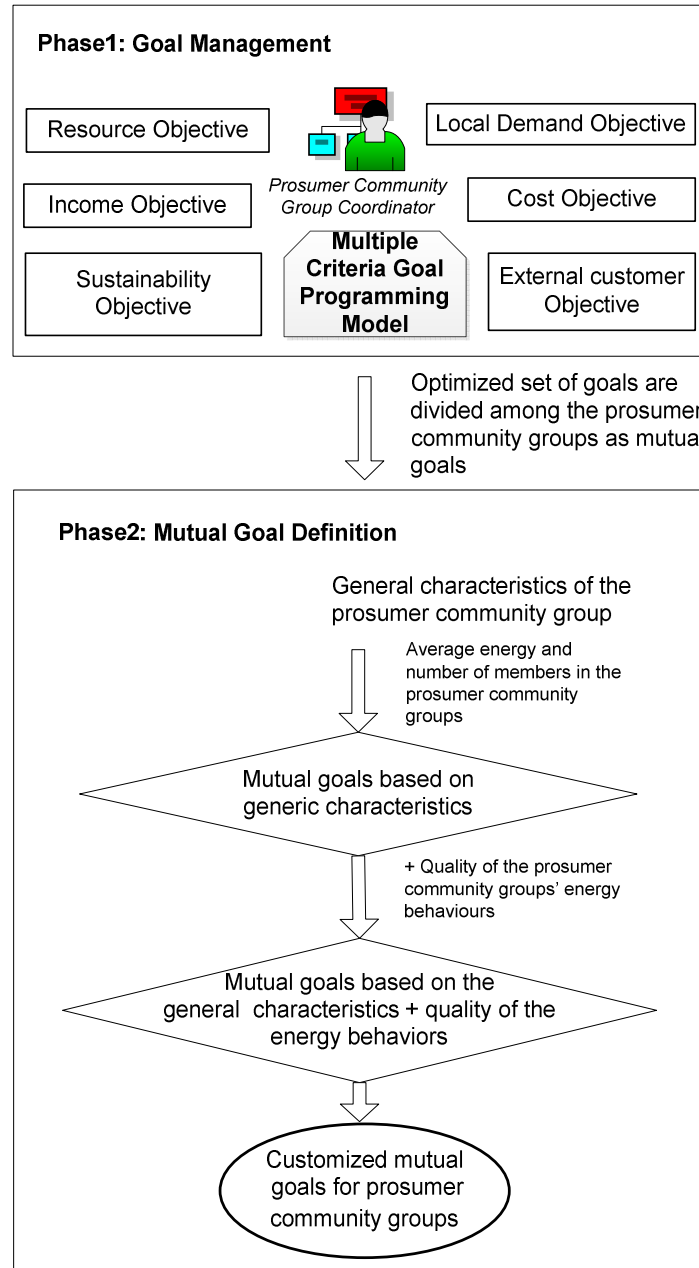 Phase1: Goal Management
Resource Objective
Local Demand Objective
Prosumer Community
Group Coordinator
Income Objective
Cost Objective
Multiple
Criteria Goal
Programming
Model
Sustainability
Objective
External customer
Objective
Optimized set of goals are
divided among the prosumer
community groups as mutua
goals
Phase2: Mutual Goal Definition
General characteristics of the
prosumer community group
Average energy and
number of members in the
prosumer community
groups
Mutual goals based on
generic characteristics
+ Quality of the prosumer
community groups’ energy
behaviours
Mutual goals based on the
general characteristics + quality of the
energy behaviors
Customized mutual
goals for prosumer
community groups